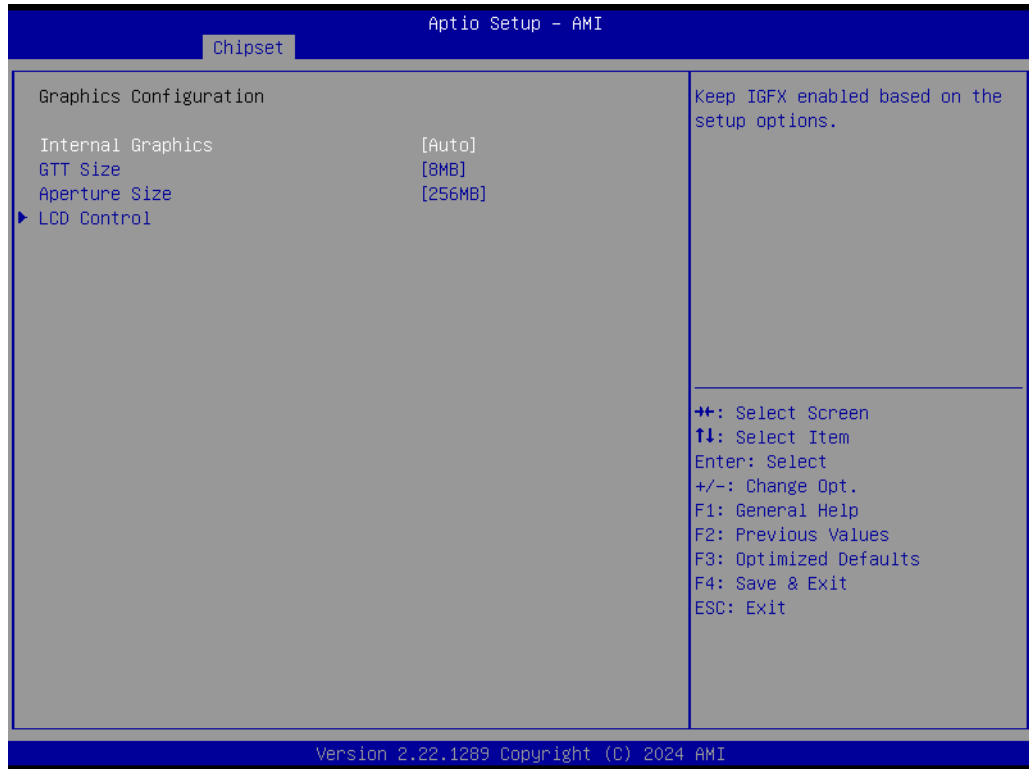 Aptio Setup – AMI
Chipset
Graphics Configuration
Internal Graphics [Auto]
GTT Size [8MB]
Aperture Size [256MB]
LCD Control
Keep IGFX enabled based on the
setup options.
→←: Select Screen
↑↓: Select Item
Enter: Select
+/-: Change Opt.
F1: General Help
F2: Previous Values
F3: Optimized Defaults
F4: Save & Exit
ESC: Exit
Version 2.22.1289 Copyright (C) 2024 AMI